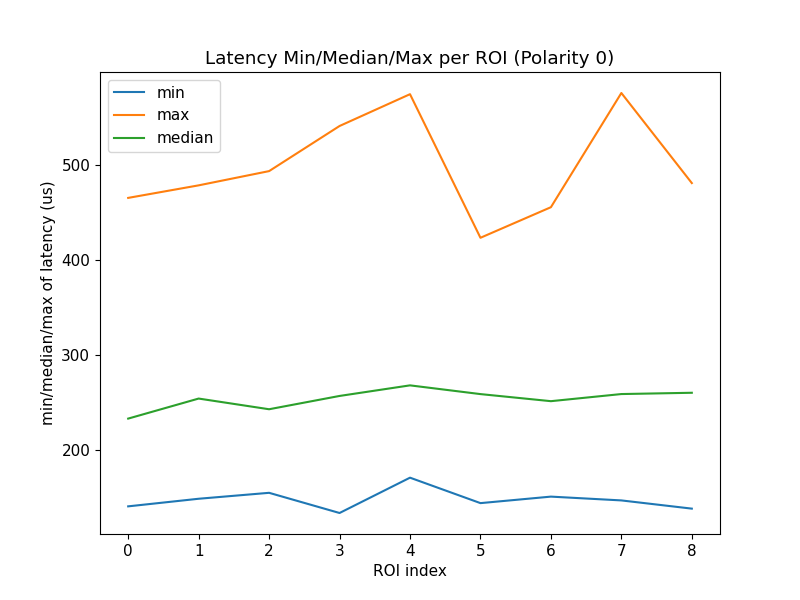 Latency Min/Median/Max per ROI (Polarity 0)
min
max
median
min/median/max of latency (us)
500
400
300
200
0 1 2 3 4 5 6 7 8
ROI index